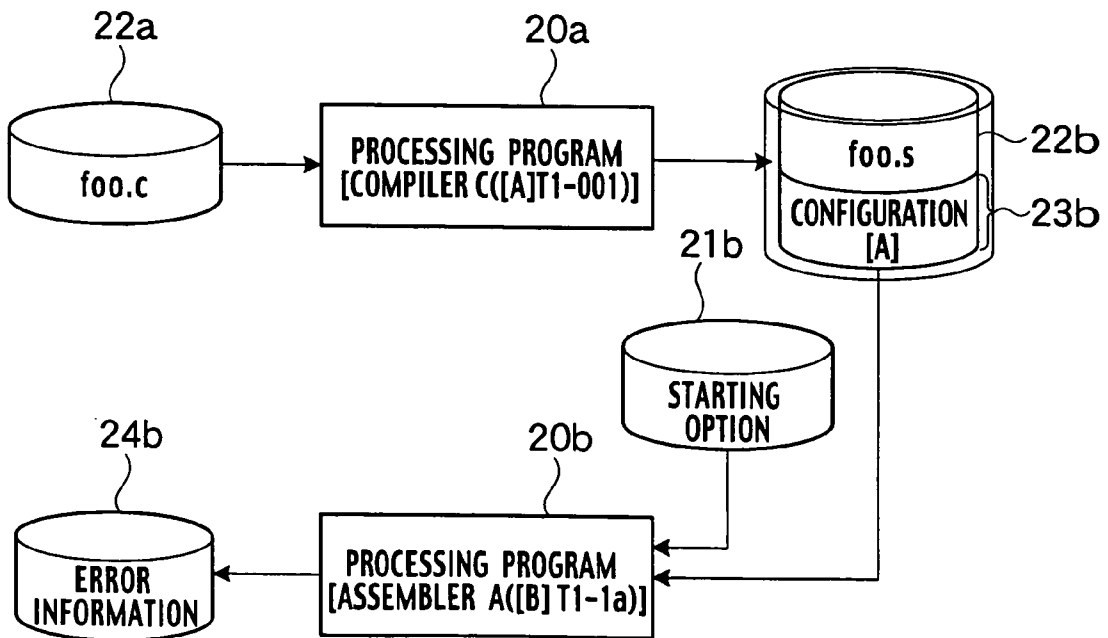 22a
20a
foo.c
PROCESSING PROGRAM
[COMPILER C([A]T1-001)]
foo.s
22b
CONFIGURATION
[A]
23b
21b
STARTING
OPTION
24b
20b
ERROR
INFORMATION
PROCESSING PROGRAM
[ASSEMBLER A([B] T1-1a)]